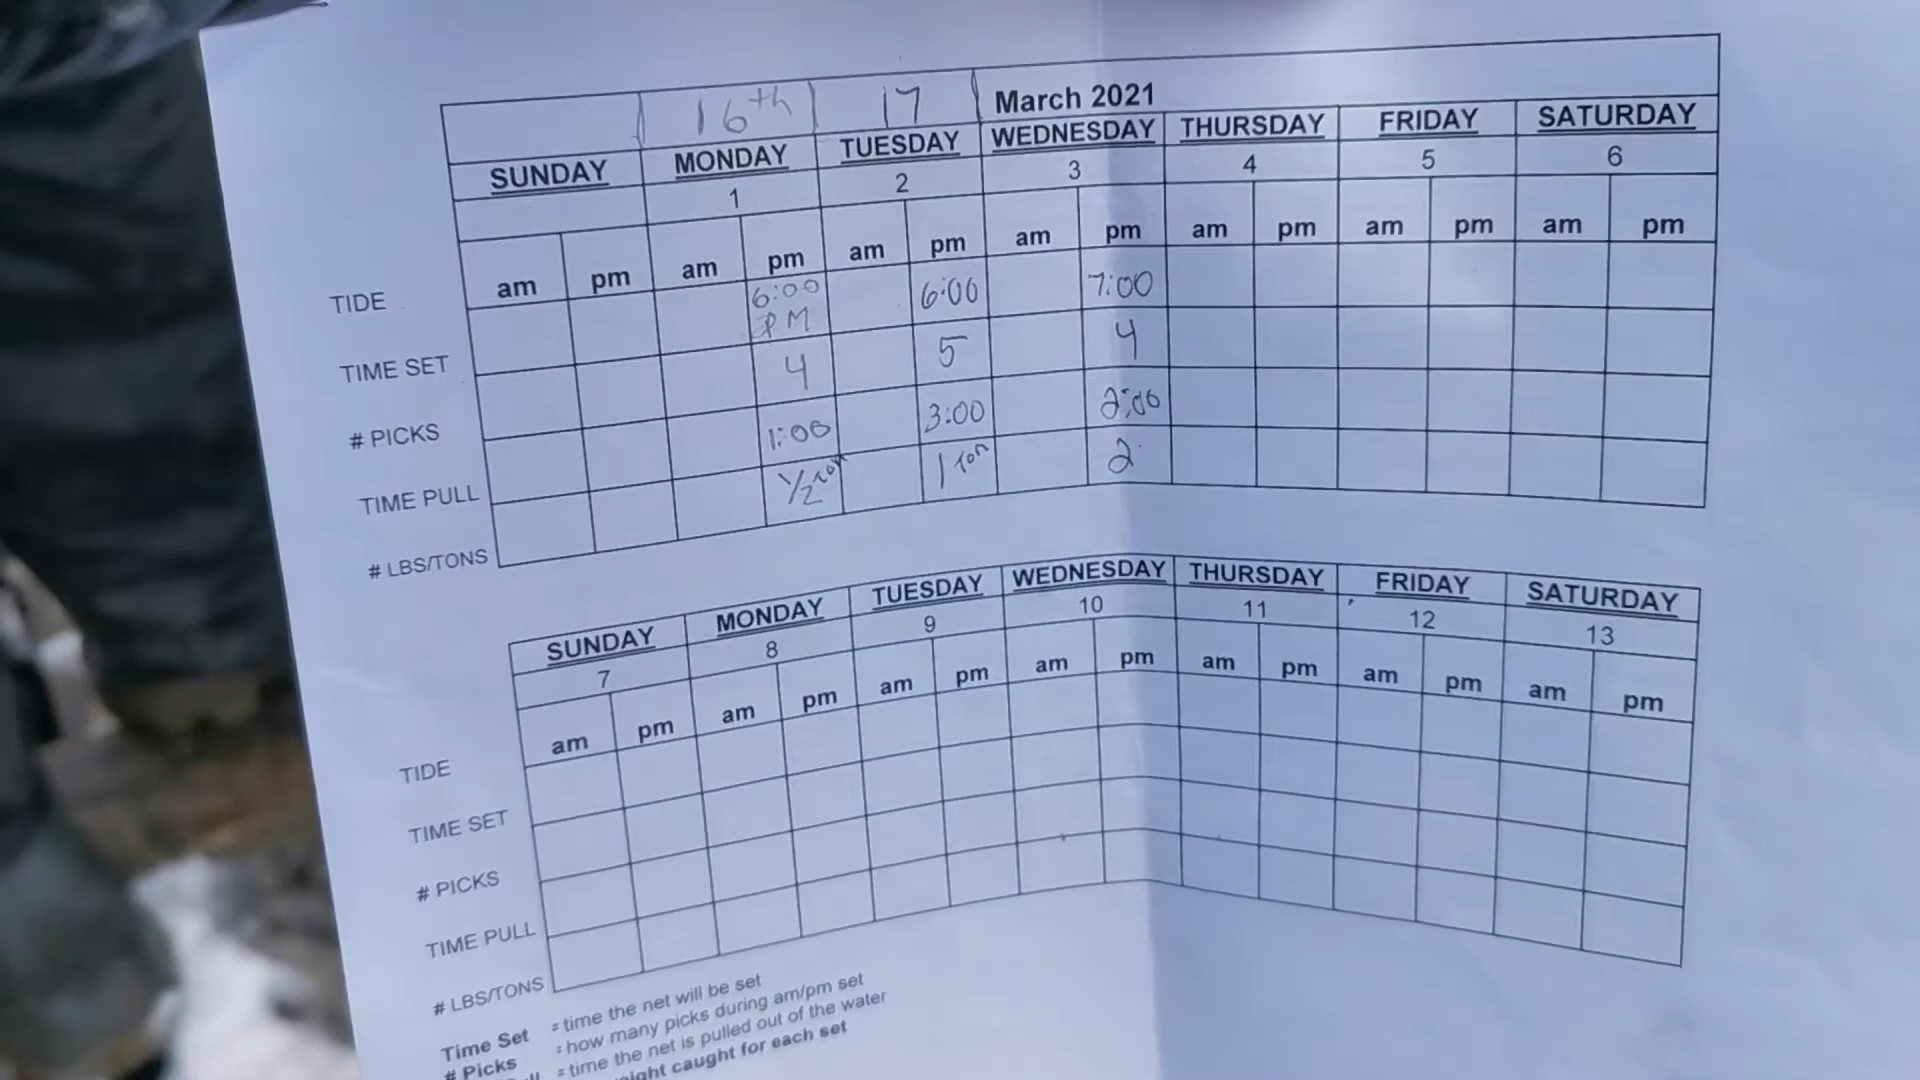 16th 17 March 2021
SUNDAY MONDAY TUESDAY WEDNESDAY THURSDAY FRIDAY SATURDAY
1 2 3 4 5 6
am pm am pm am pm am pm am pm am pm am pm
TIDE 6:00 PM 6:00 7:00
TIME SET 4 5 4
# PICKS 1:00 3:00 2:00
TIME PULL 1/2 ton 1 Ton 2
# LBS/TONS
SUNDAY MONDAY TUESDAY WEDNESDAY THURSDAY FRIDAY SATURDAY
7 8 9 10 11 12 13
am pm am pm am pm am pm am pm am pm am pm
TIDE
TIME SET
# PICKS
TIME PULL
# LBS/TONS
Time Set = time the net will be set
# Picks = how many picks during am/pm set
= time the net is pulled out of the water
caught for each set